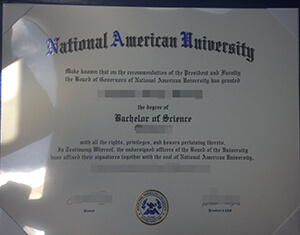 National American University
Make known that on the recommendation of the President and Faculty
the Board of Governors of National American University has granted
the degree of
Bachelor of Science
with all the rights, privileges, and honors pertaining thereto.
In Testimony Whereof, the undersigned officers of the Board of the University
have affixed their signatures together with the seal of National American University.